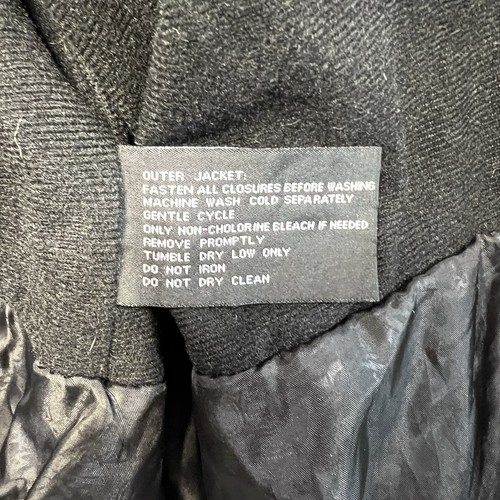 OUTER JACKET:
FASTEN ALL CLOSURES BEFORE WASHING
MACHINE WASH COLD SEPARATELY
GENTLE CYCLE
ONLY NON-CHOLORINE BLEACH IF NEEDED
REMOVE PROMPTLY
TUMBLE DRY LOW ONLY
DO NOT IRON
DO NOT DRY CLEAN